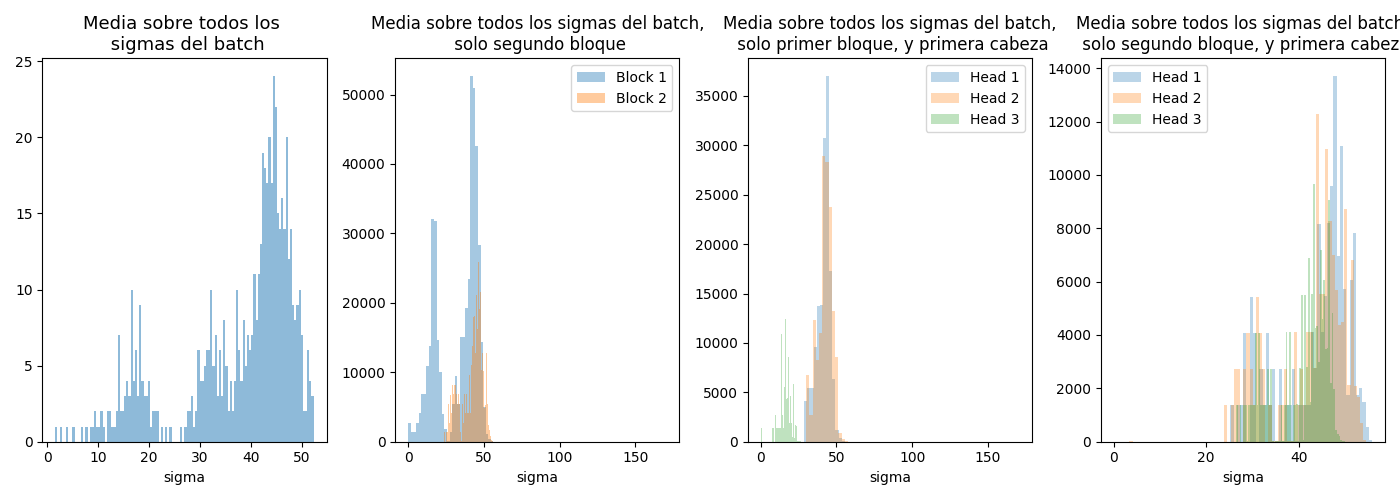 Media sobre todos los
sigmas del batch
25
20
15
10
5
0
0 10 20 30 40 50
sigma
Media sobre todos los sigmas del batch,
solo segundo bloque
Block 1
Block 2
50000
40000
30000
20000
10000
0
0 50 100 150
sigma
Media sobre todos los sigmas del batch,
solo primer bloque, y primera cabeza
Head 1
Head 2
Head 3
35000
30000
25000
20000
15000
10000
5000
0
0 50 100 150
sigma
Media sobre todos los sigmas del batch
solo segundo bloque, y primera cabez
Head 1
Head 2
Head 3
14000
12000
10000
8000
6000
4000
2000
0
0 20 40
sigma